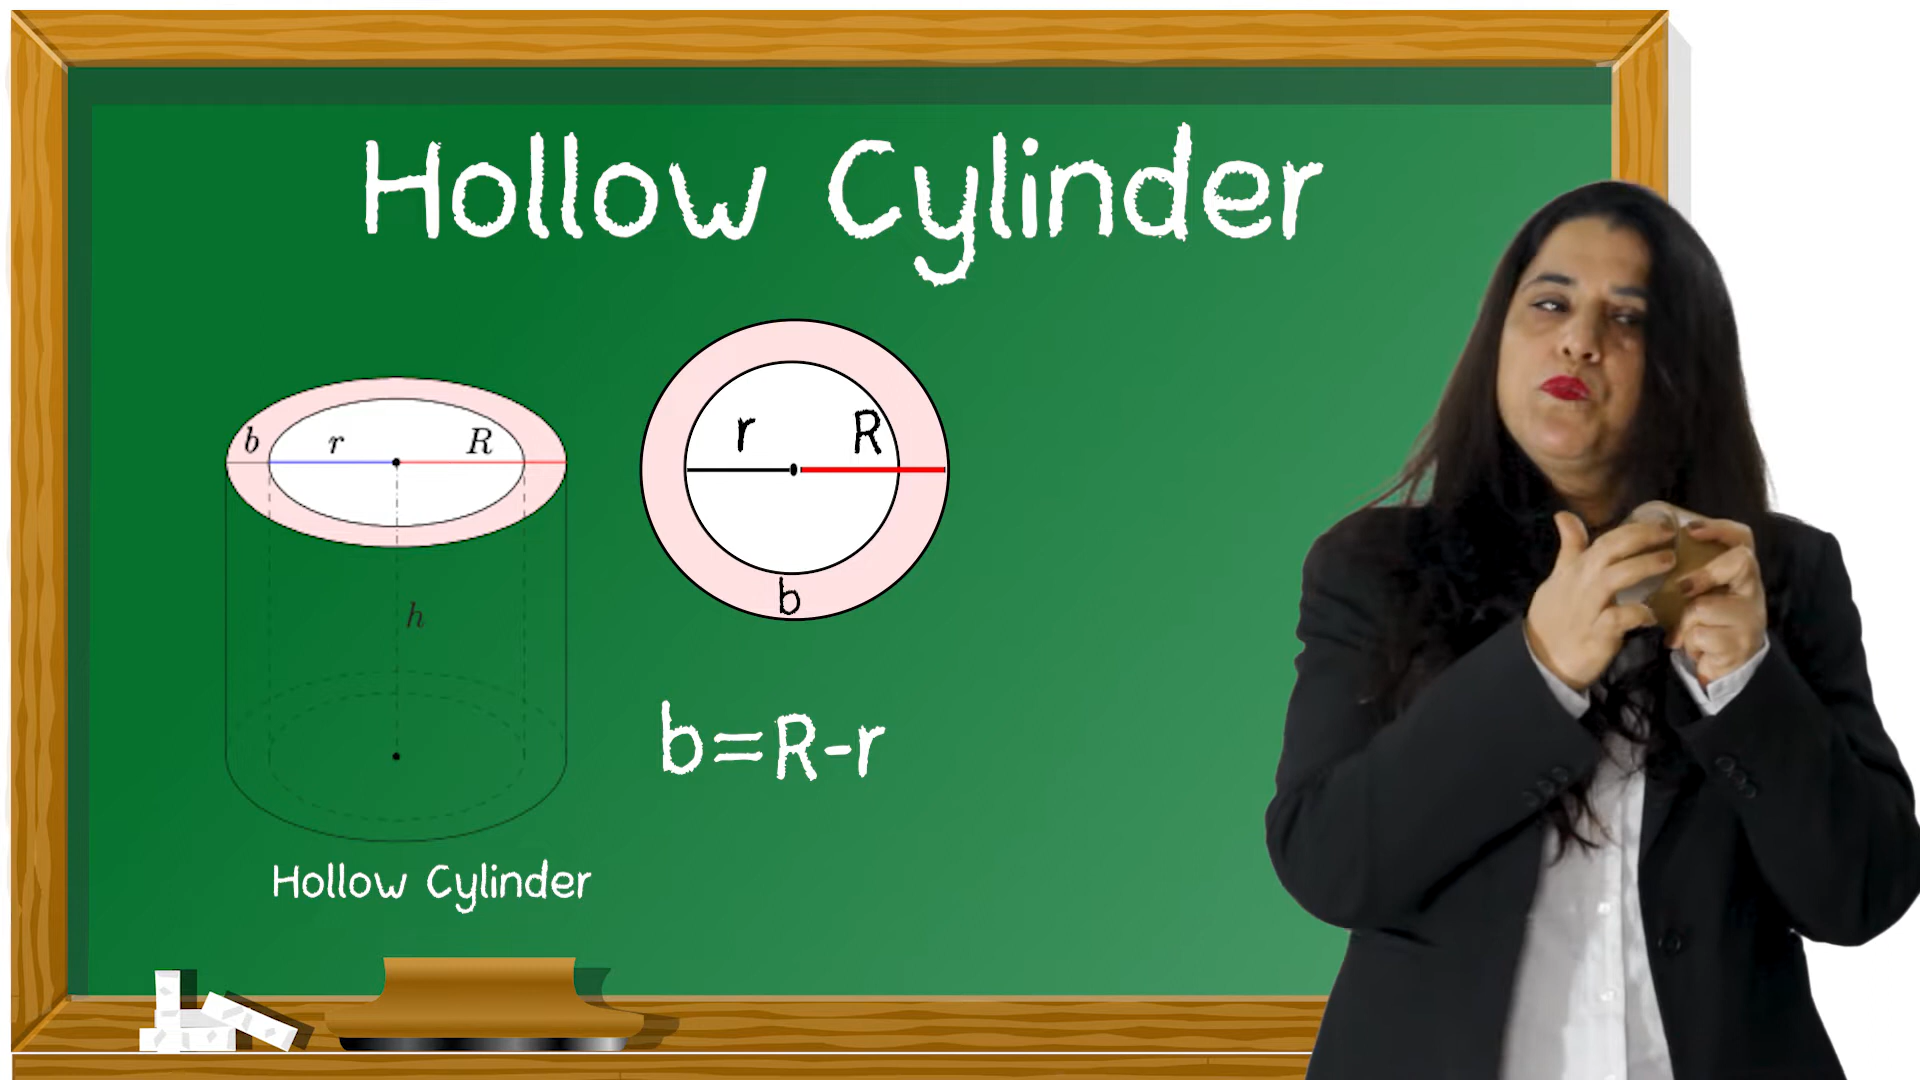 Hollow Cylinder
b r R
r R
h
b
b=R-r
Hollow Cylinder